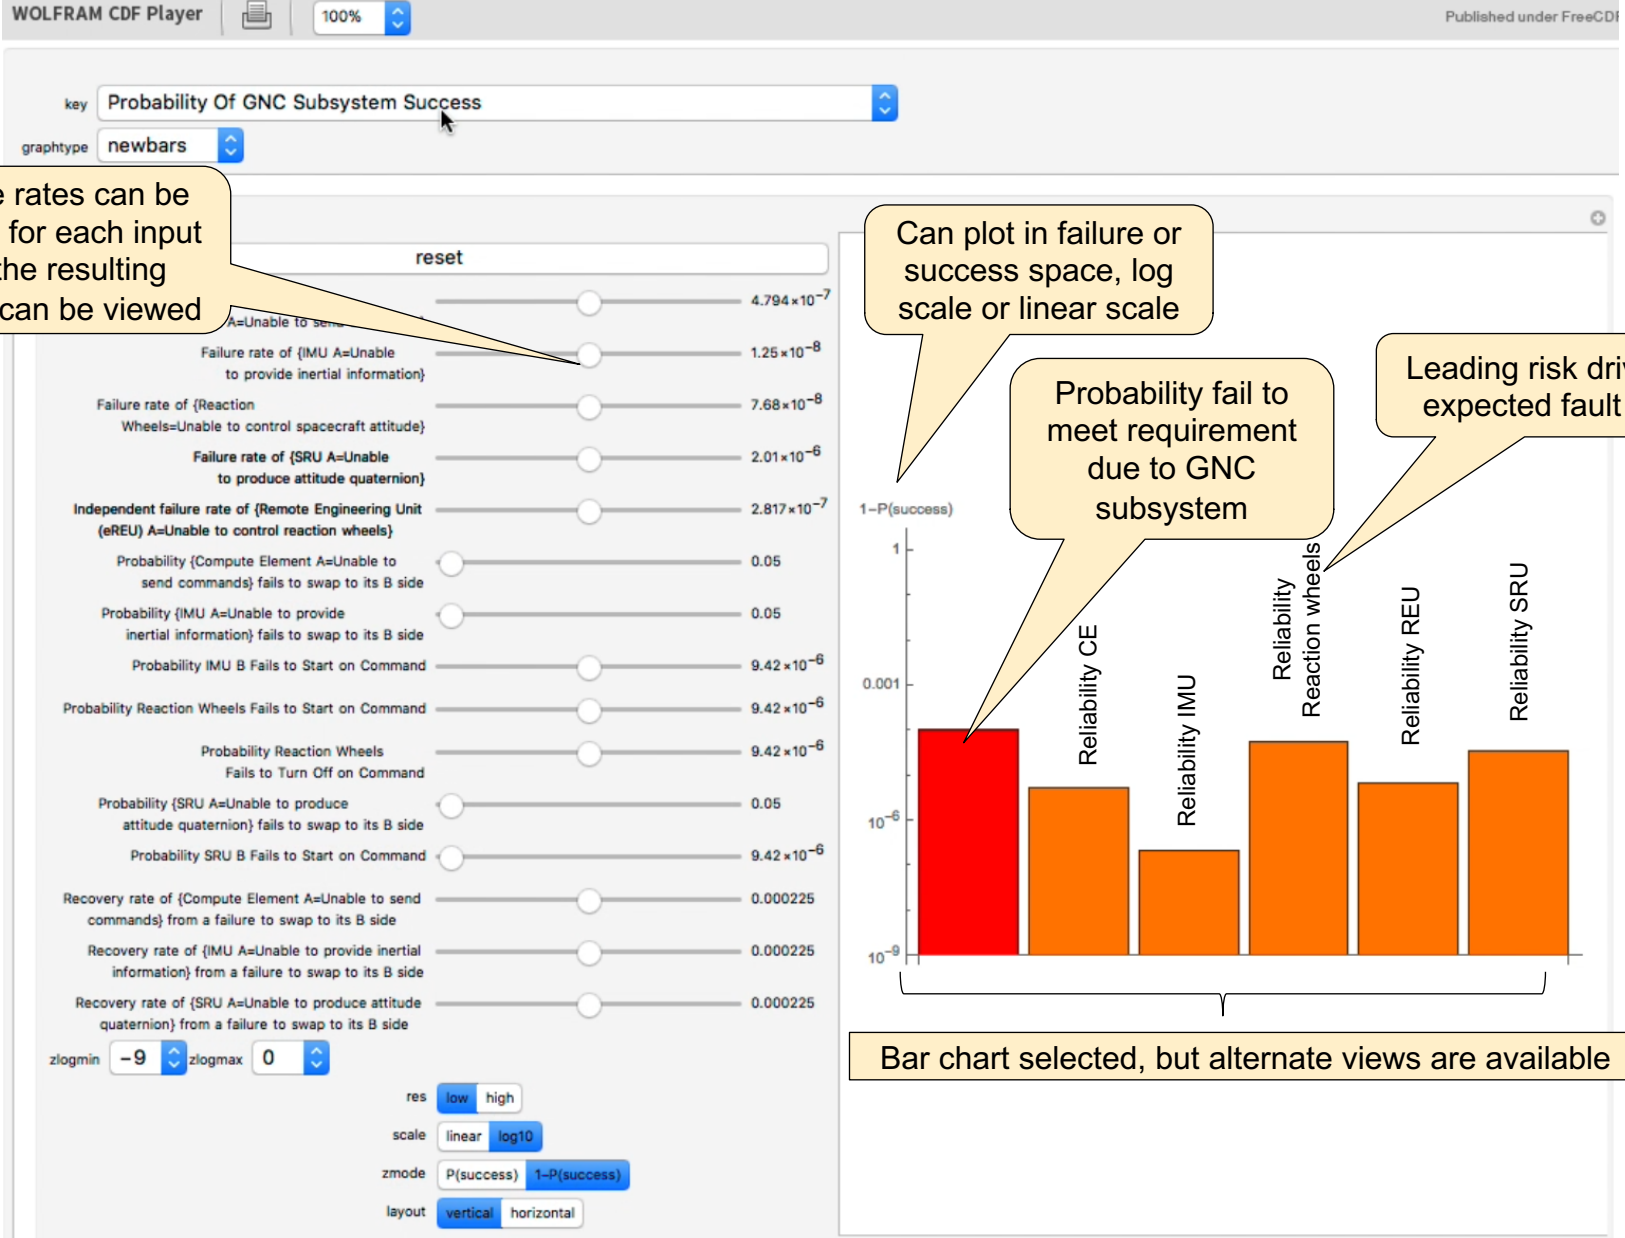 WOLFRAM CDF Player
100%
Published under FreeCDF
key Probability Of GNC Subsystem Success
graphtype newbars
rates can be
for each input
the resulting
can be viewed
reset
4.794×10⁻⁷
A=Unable to
Failure rate of {IMU A=Unable
to provide inertial information}
1.25×10⁻⁸
Failure rate of {Reaction
Wheels=Unable to control spacecraft attitude}
7.68×10⁻⁸
Failure rate of {SRU A=Unable
to produce attitude quaternion}
2.01×10⁻⁶
Independent failure rate of {Remote Engineering Unit
(eREU) A=Unable to control reaction wheels}
2.817×10⁻⁷
Probability {Compute Element A=Unable to
send commands} fails to swap to its B side
0.05
Probability {IMU A=Unable to provide
inertial information} fails to swap to its B side
0.05
Probability IMU B Fails to Start on Command
9.42×10⁻⁶
Probability Reaction Wheels Fails to Start on Command
9.42×10⁻⁶
Probability Reaction Wheels
Fails to Turn Off on Command
9.42×10⁻⁶
Probability {SRU A=Unable to produce
attitude quaternion} fails to swap to its B side
0.05
Probability SRU B Fails to Start on Command
9.42×10⁻⁶
Recovery rate of {Compute Element A=Unable to send
commands} from a failure to swap to its B side
0.000225
Recovery rate of {IMU A=Unable to provide inertial
information} from a failure to swap to its B side
0.000225
Recovery rate of {SRU A=Unable to produce attitude
quaternion} from a failure to swap to its B side
0.000225
zlogmin -9 zlogmax 0
res low high
scale linear log10
zmode P(success) 1-P(success)
layout vertical horizontal
Can plot in failure or
success space, log
scale or linear scale
Probability fail to
meet requirement
due to GNC
subsystem
Leading risk
expected fault
1-P(success)
1
0.001
10⁻⁶
10⁻⁹
Reliability CE
Reliability IMU
Reliability
Reaction wheels
Reliability REU
Reliability SRU
Bar chart selected, but alternate views are available